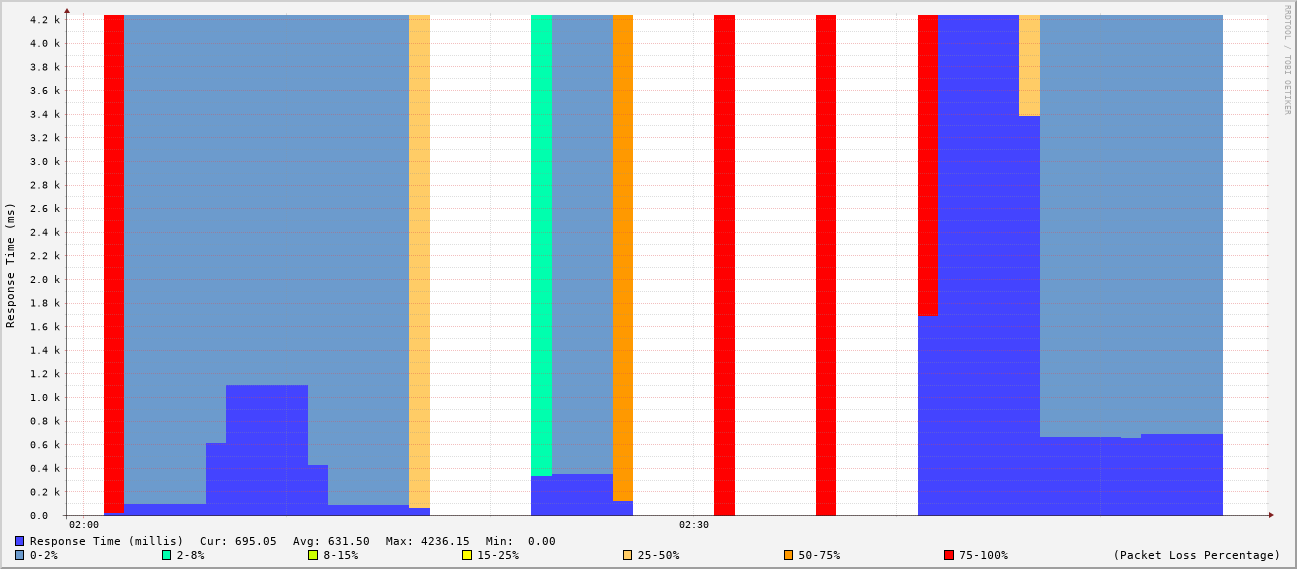 RRDTOOL / TOBI OETIKER
Response Time (ms)
4.2 k
4.0 k
3.8 k
3.6 k
3.4 k
3.2 k
3.0 k
2.8 k
2.6 k
2.4 k
2.2 k
2.0 k
1.8 k
1.6 k
1.4 k
1.2 k
1.0 k
0.8 k
0.6 k
0.4 k
0.2 k
0.0
02:00 02:30
Response Time (millis) Cur: 695.05 Avg: 631.50 Max: 4236.15 Min: 0.00
0-2% 2-8% 8-15% 15-25% 25-50% 50-75% 75-100% (Packet Loss Percentage)